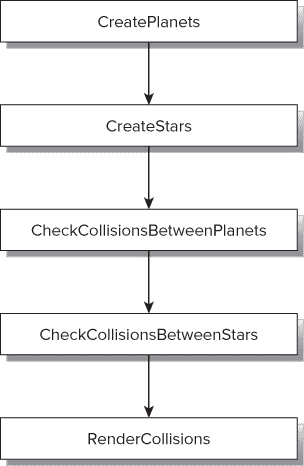 CreatePlanets
CreateStars
CheckCollisionsBetweenPlanets
CheckCollisionsBetweenStars
RenderCollisions